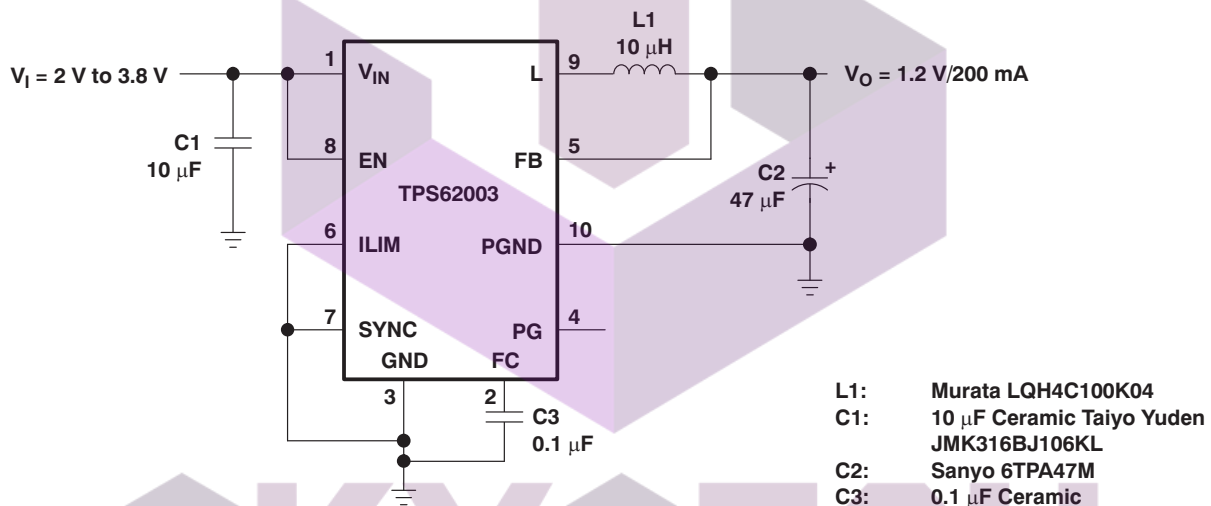 L1
10 μH
VI = 2 V to 3.8 V
1
VIN
L
9
VO = 1.2 V/200 mA
C1
10 μF
8
EN
FB
5
C2
+
47 μF
TPS62003
6
ILIM
PGND
10
7
SYNC
PG
4
GND
FC
3
2
C3
0.1 μF
L1: Murata LQH4C100K04
C1: 10 μF Ceramic Taiyo Yuden
JMK316BJ106KL
C2: Sanyo 6TPA47M
C3: 0.1 μF Ceramic